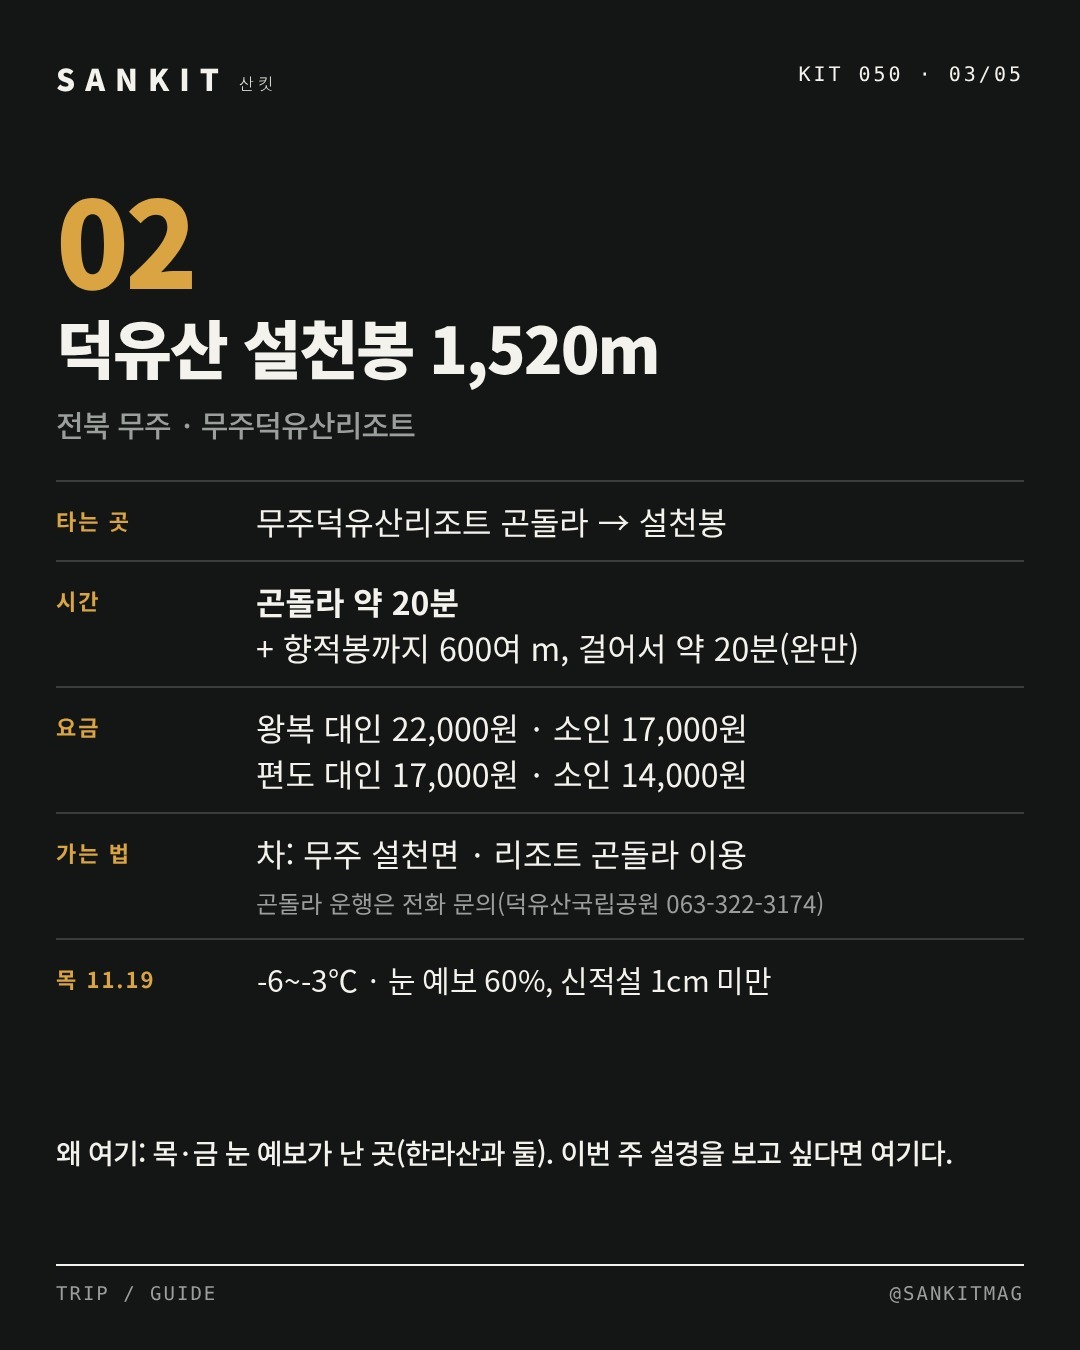 SANKIT 산킷
KIT 050 · 03/05
02
덕유산 설천봉 1,520m
전북 무주 · 무주덕유산리조트
타는 곳 무주덕유산리조트 곤돌라 → 설천봉
시간 곤돌라 약 20분
+ 향적봉까지 600여 m, 걸어서 약 20분(완만)
요금 왕복 대인 22,000원 · 소인 17,000원
편도 대인 17,000원 · 소인 14,000원
가는 법 차: 무주 설천면 · 리조트 곤돌라 이용
곤돌라 운행은 전화 문의(덕유산국립공원 063-322-3174)
목 11.19 -6~-3℃ · 눈 예보 60%, 신적설 1cm 미만
왜 여기: 목·금 눈 예보가 난 곳(한라산과 둘). 이번 주 설경을 보고 싶다면 여기다.
TRIP / GUIDE
@SANKITMAG